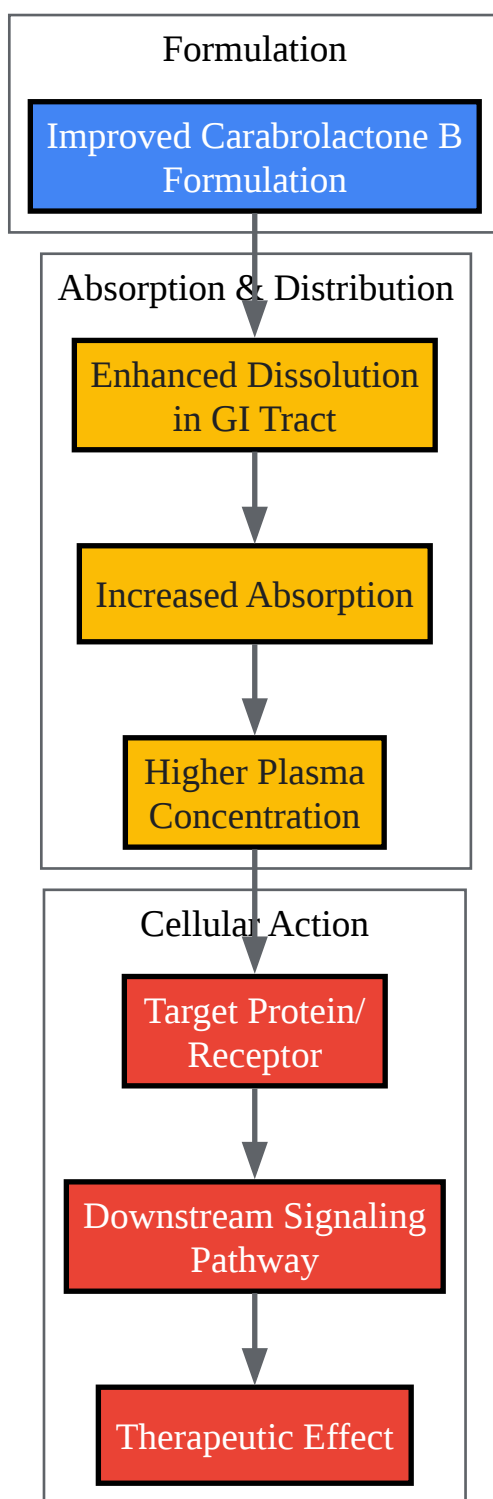 Formulation
Improved Carabrolactone B
Formulation
Absorption & Distribution
Enhanced Dissolution
in GI Tract
Increased Absorption
Higher Plasma
Concentration
Cellular Action
Target Protein/
Receptor
Downstream Signaling
Pathway
Therapeutic Effect